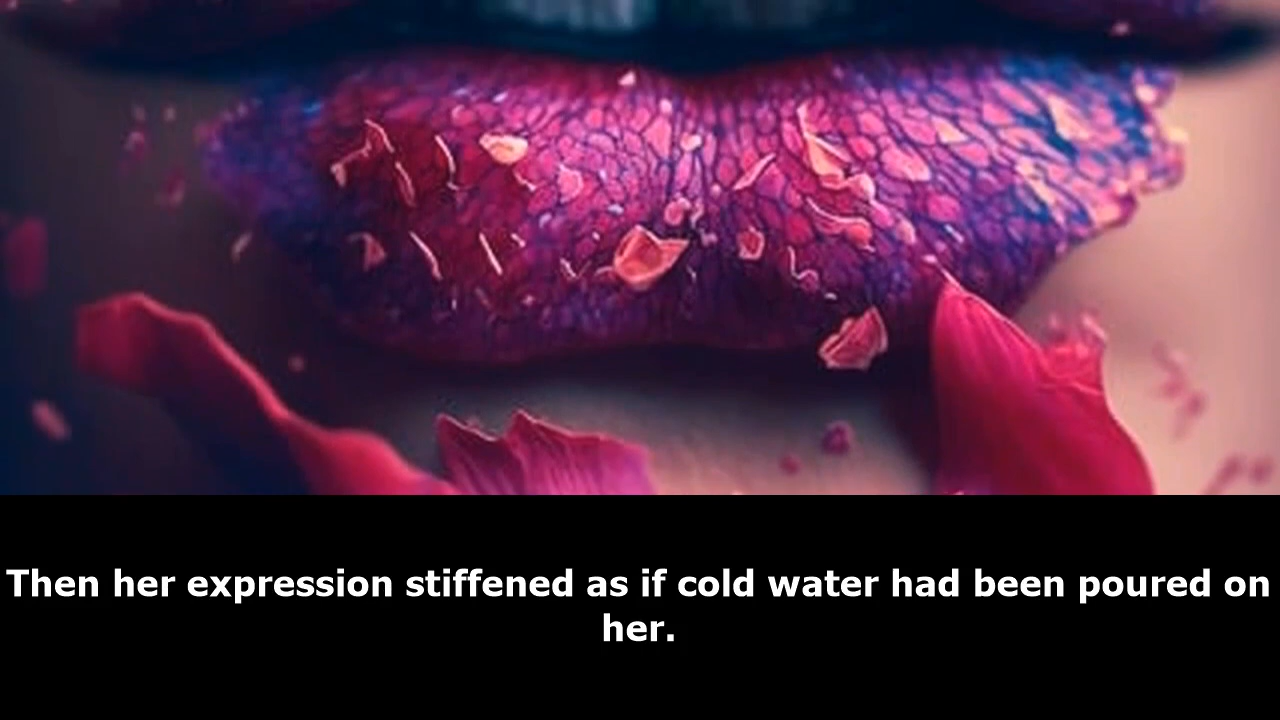 Then her expression stiffened as if cold water had been poured on
her.